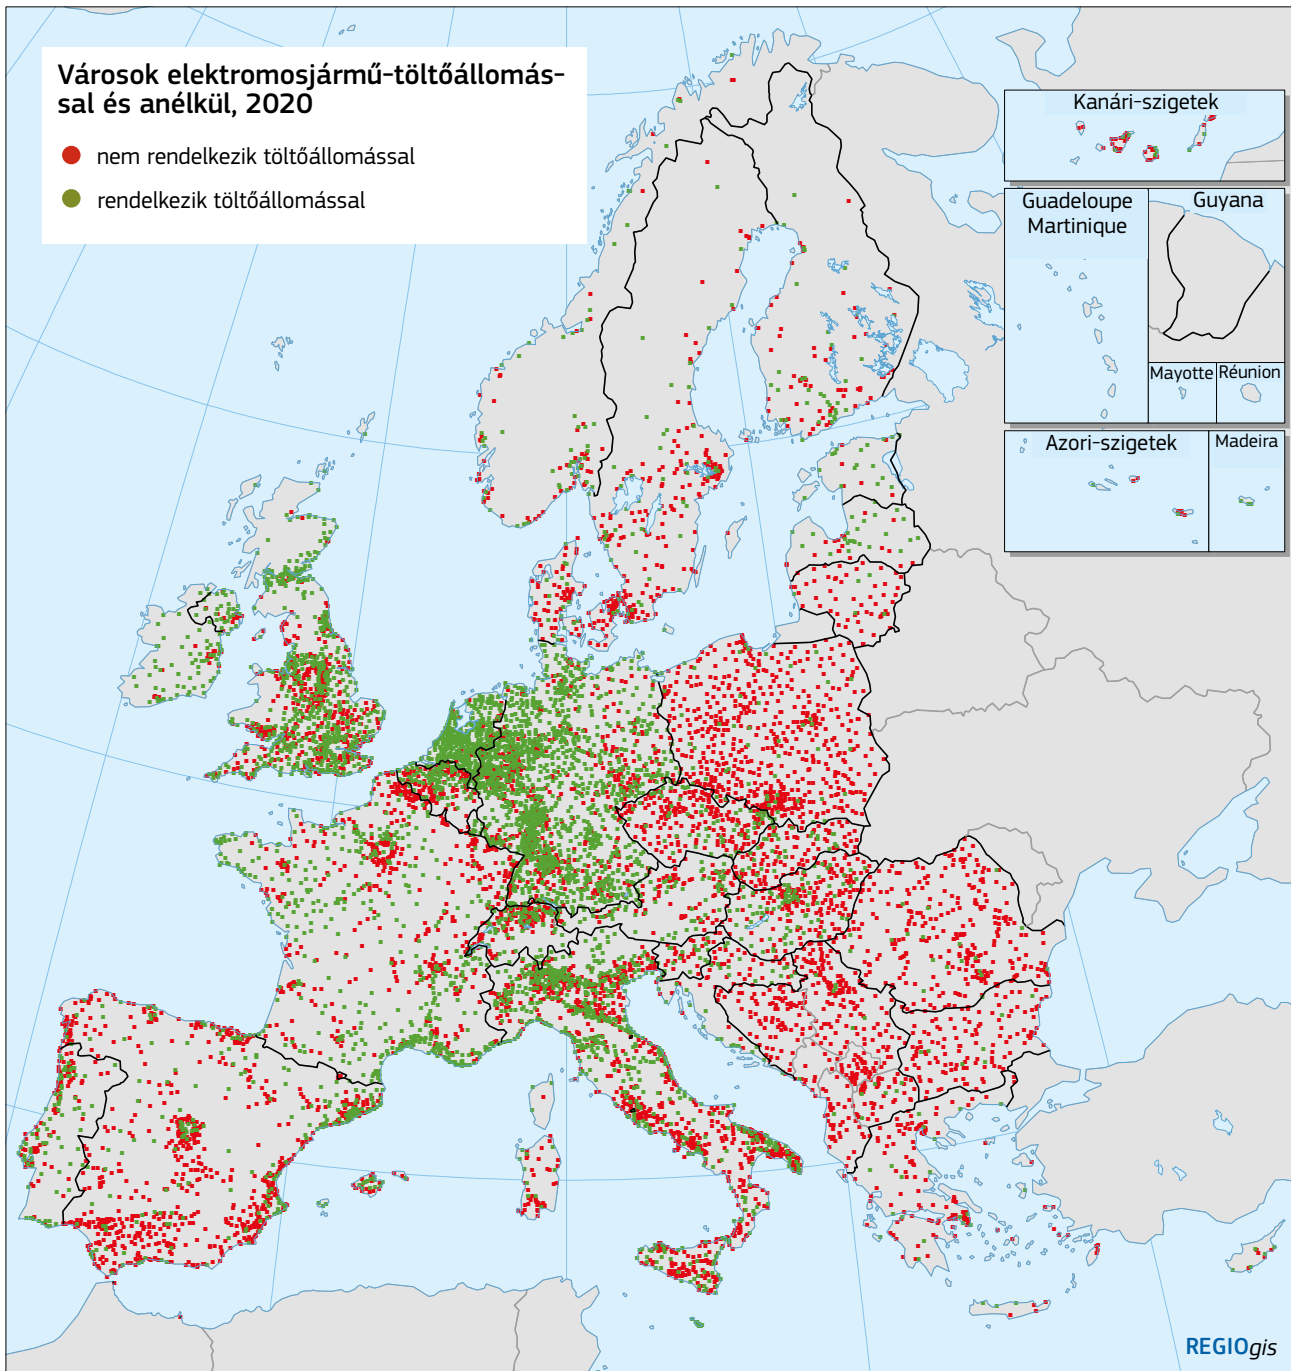 Városok elektromosjármű-töltőállomás-
sal és anélkül, 2020
nem rendelkezik töltőállomással
rendelkezik töltőállomással
Kanári-szigetek
Guadeloupe
Martinique
Guyana
Mayotte
Réunion
Azori-szigetek
Madeira
REGIOgis